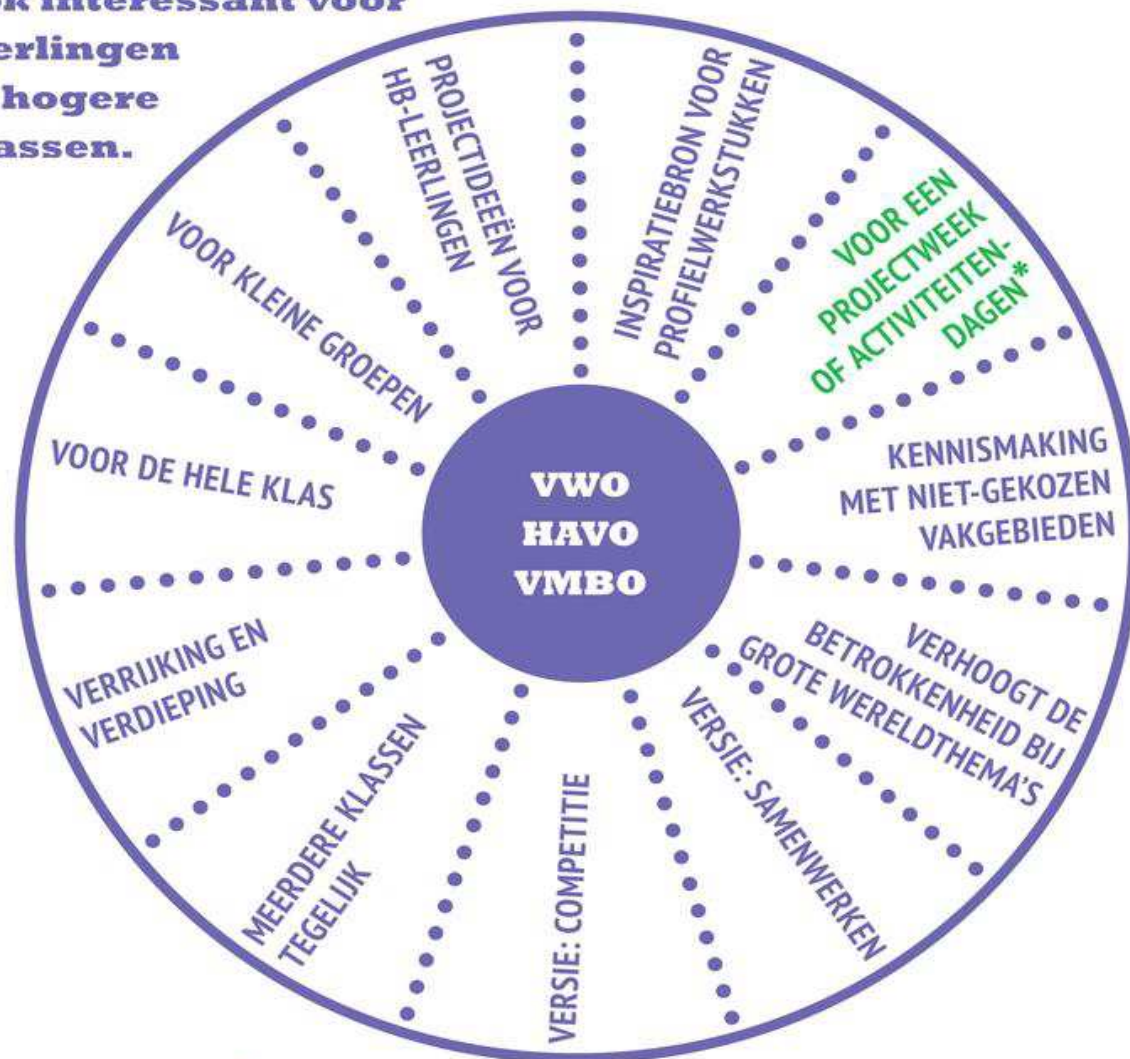 interessant voor
hogere
VWO
HAVO
VMBO
INSPIRATIEBRON VOOR
PROFIELWERKSTUKKEN
VOOR EEN
PROJECTWEEK
OF ACTIVITEITEN-
DAGEN*
KENNISMAKING
MET NIET-GEKOZEN
VAKGEBIEDEN
VERHOOGT DE
BETROKKENHEID BIJ
GROTE WERELDTHEMA'S
VERSIE: SAMENWERKEN
VERSIE: COMPETITIE
MEERDERE KLASSEN
TEGELIJK
VERRIJKING EN
VERDIEPING
VOOR DE HELE KLAS
VOOR KLEINE GROEPEN
PROJECTIDEEËN VOOR
HB-LEERLINGEN